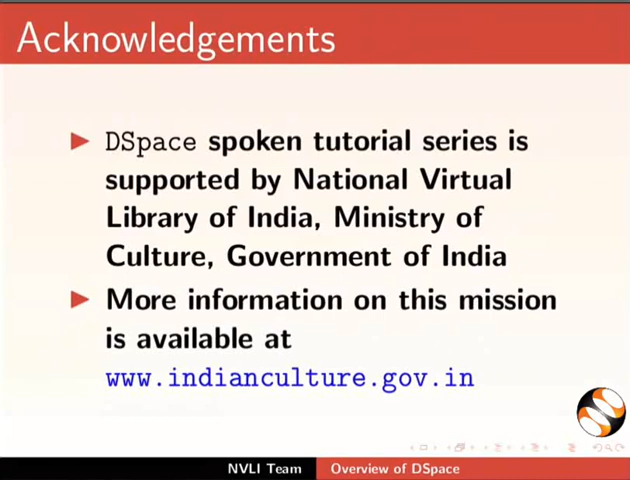 Acknowledgements
DSpace spoken tutorial series is
supported by National Virtual
Library of India, Ministry of
Culture, Government of India
More information on this mission
is available at
www.indianculture.gov.in
NVLI Team Overview of DSpace